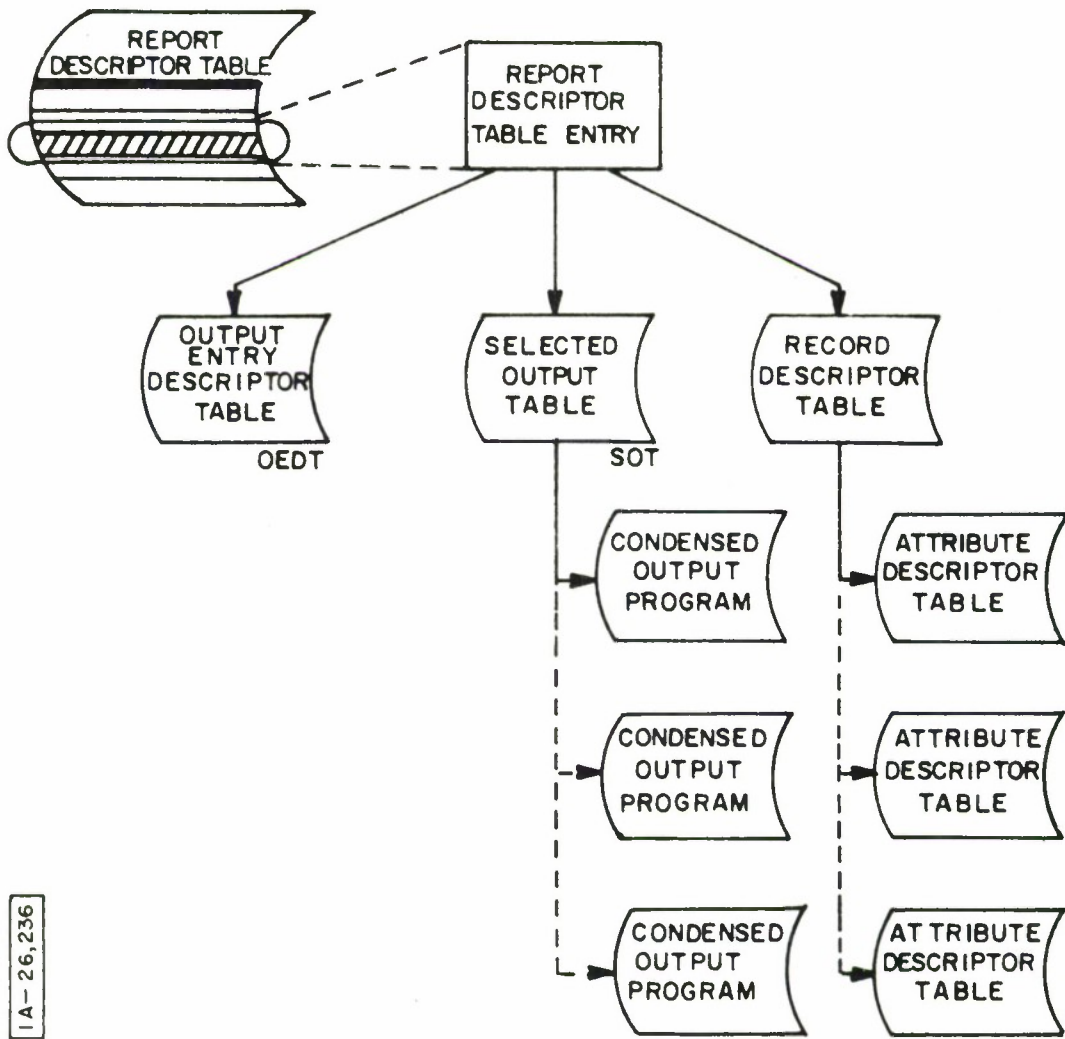 REPORT
DESCRIPTOR TABLE
REPORT
DESCRIPTOR
TABLE ENTRY
OUTPUT
ENTRY
DESCRIPTOR
TABLE
OEDT
SELECTED
OUTPUT
TABLE
SOT
RECORD
DESCRIPTOR
TABLE
CONDENSED
OUTPUT
PROGRAM
ATTRIBUTE
DESCRIPTOR
TABLE
CONDENSED
OUTPUT
PROGRAM
ATTRIBUTE
DESCRIPTOR
TABLE
CONDENSED
OUTPUT
PROGRAM
ATTRIBUTE
DESCRIPTOR
TABLE
IA-26,236